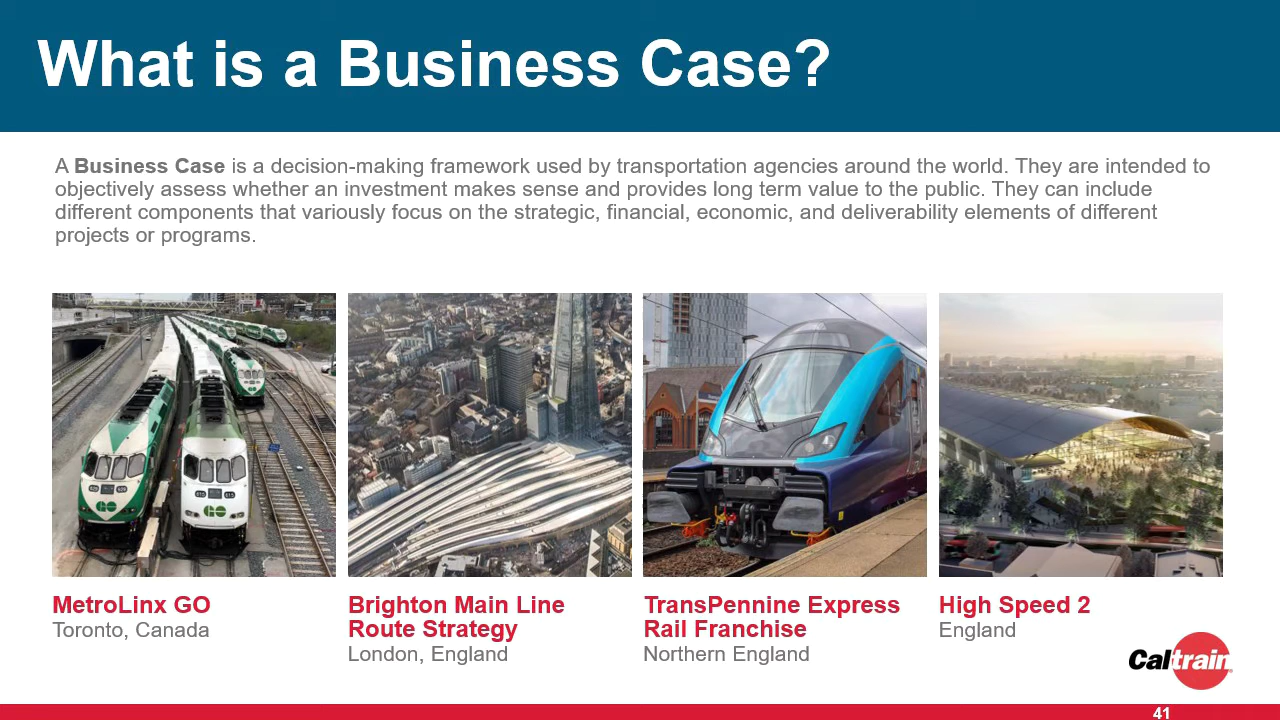 What is a Business Case?
A Business Case is a decision-making framework used by transportation agencies around the world. They are intended to
objectively assess whether an investment makes sense and provides long term value to the public. They can include
different components that variously focus on the strategic, financial, economic, and deliverability elements of different
projects or programs.
GO
GO
MetroLinx GO
Toronto, Canada
Brighton Main Line
Route Strategy
London, England
TransPennine Express
Rail Franchise
Northern England
High Speed 2
England
Caltrain
41